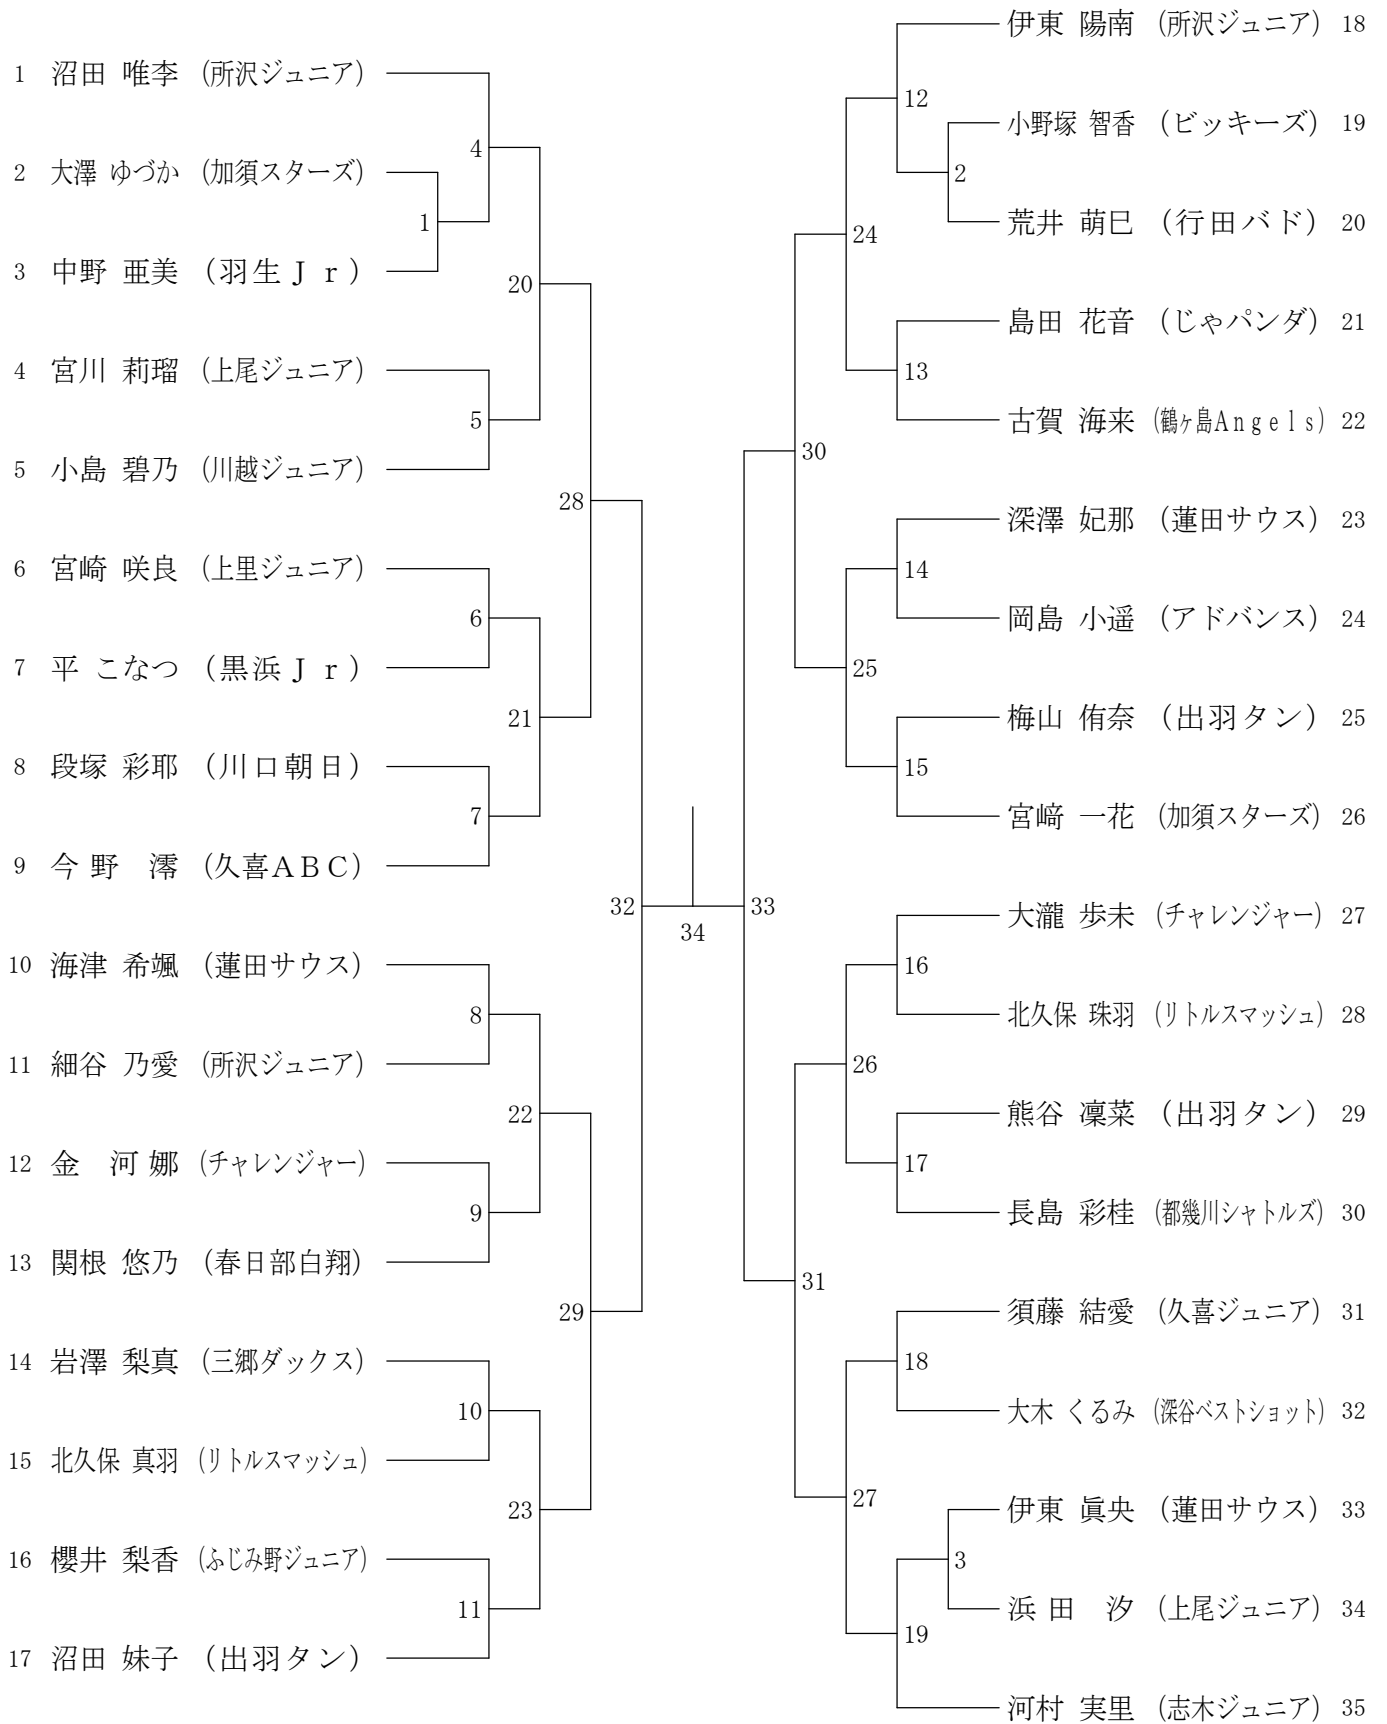 1 沼田 唯李 (所沢ジュニア)
2 大澤 ゆづか (加須スターズ)
3 中野 亜美 (羽生Ｊｒ)
4 宮川 莉瑠 (上尾ジュニア)
5 小島 碧乃 (川越ジュニア)
6 宮崎 咲良 (上里ジュニア)
7 平 こなつ (黒浜Ｊｒ)
8 段塚 彩耶 (川口朝日)
9 今野 澪 (久喜ＡＢＣ)
10 海津 希颯 (蓮田サウス)
11 細谷 乃愛 (所沢ジュニア)
12 金 河娜 (チャレンジャー)
13 関根 悠乃 (春日部白翔)
14 岩澤 梨真 (三郷ダックス)
15 北久保 真羽 (リトルスマッシュ)
16 櫻井 梨香 (ふじみ野ジュニア)
17 沼田 妹子 (出羽タン)
1
4
5
6
7
8
9
10
11
20
21
22
23
28
29
32
34
33
30
31
24
25
26
27
12
2
13
14
15
16
17
18
3
19
伊東 陽南 (所沢ジュニア) 18
小野塚 智香 (ビッキーズ) 19
荒井 萌巳 (行田バド) 20
島田 花音 (じゃパンダ) 21
古賀 海来 (鶴ヶ島Ａｎｇｅｌｓ) 22
深澤 妃那 (蓮田サウス) 23
岡島 小遥 (アドバンス) 24
梅山 侑奈 (出羽タン) 25
宮﨑 一花 (加須スターズ) 26
大瀧 歩未 (チャレンジャー) 27
北久保 珠羽 (リトルスマッシュ) 28
熊谷 凜菜 (出羽タン) 29
長島 彩桂 (都幾川シャトルズ) 30
須藤 結愛 (久喜ジュニア) 31
大木 くるみ (深谷ベストショット) 32
伊東 眞央 (蓮田サウス) 33
浜田 汐 (上尾ジュニア) 34
河村 実里 (志木ジュニア) 35